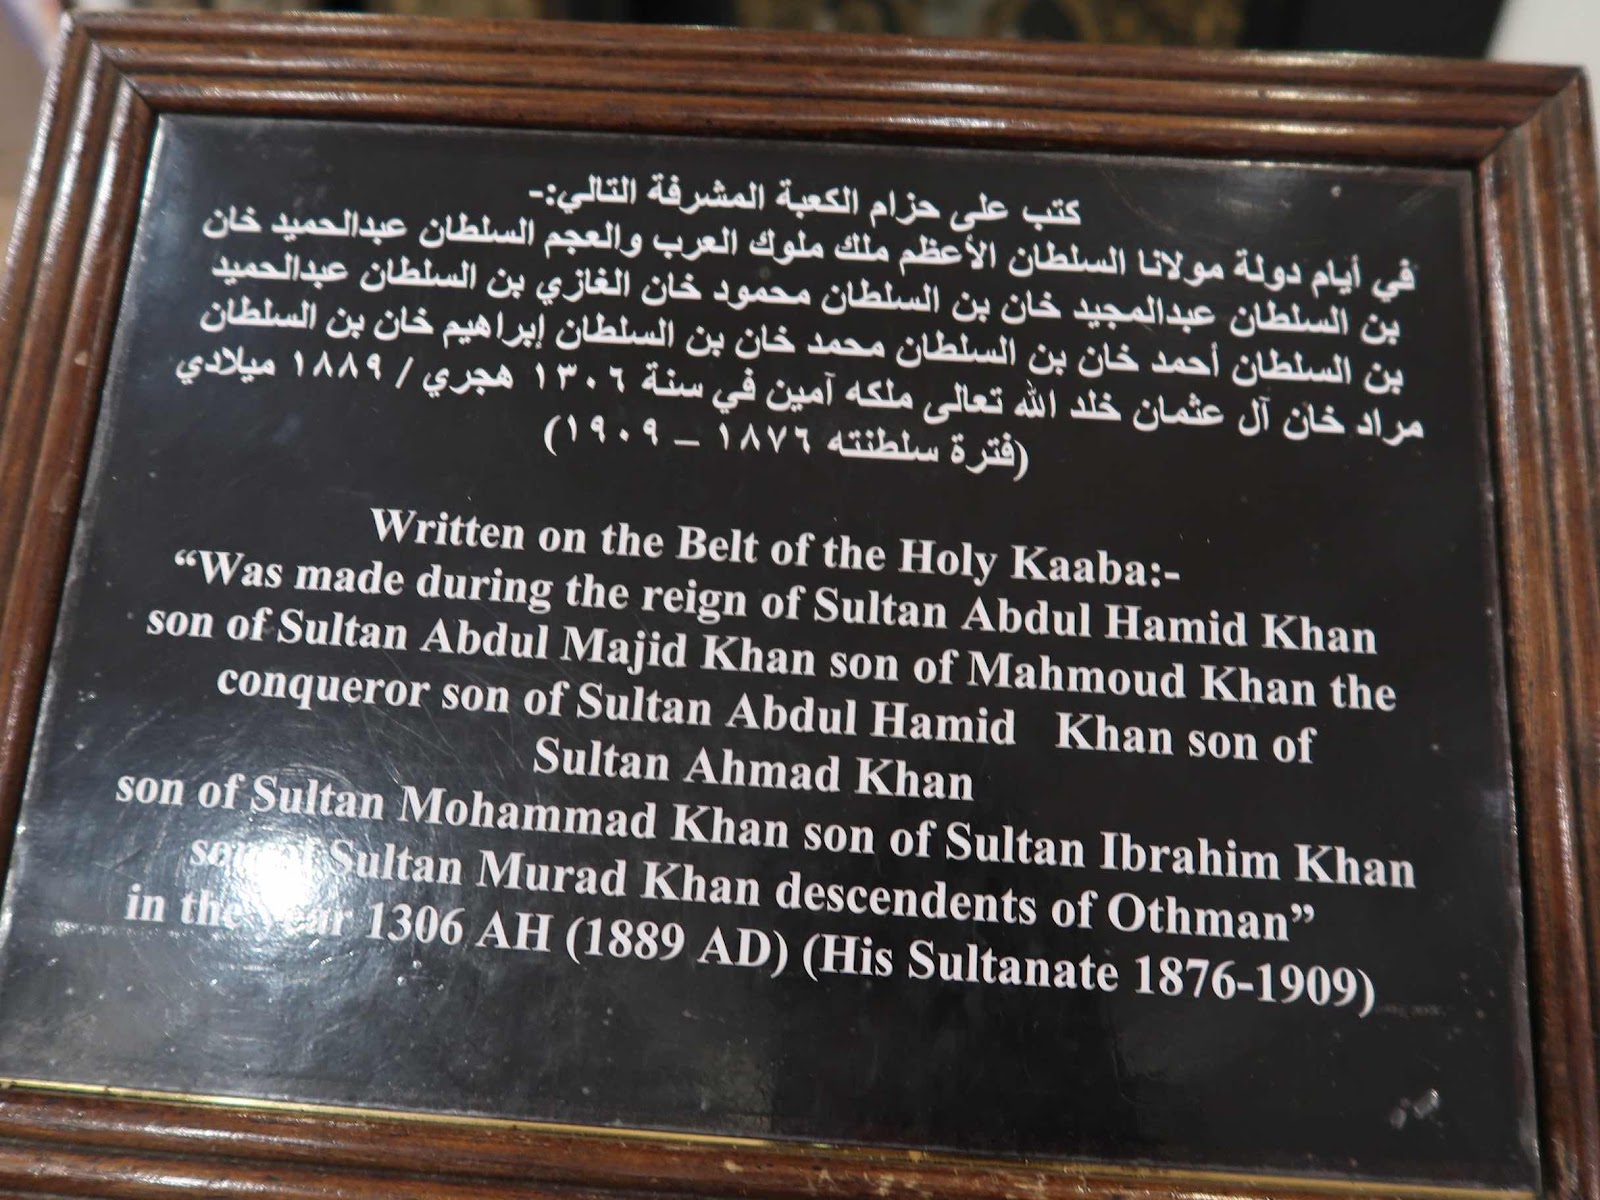 كتب على حزام الكعبة المشرفة التالي:-
في أيام دولة مولانا السلطان الأعظم ملك ملوك العرب والعجم السلطان عبدالحميد خان
بن السلطان عبدالمجيد خان بن السلطان محمود خان الغازي بن السلطان عبدالحميد
بن السلطان أحمد خان بن السلطان محمد خان بن السلطان إبراهيم خان بن السلطان
مراد خان آل عثمان خلد الله تعالى ملكه آمين في سنة ١٣٠٦ هجري / ١٨٨٩ ميلادي
(فترة سلطنته ١٨٧٦ – ١٩٠٩)
Written on the Belt of the Holy Kaaba:-
“Was made during the reign of Sultan Abdul Hamid Khan
son of Sultan Abdul Majid Khan son of Mahmoud Khan the
conqueror son of Sultan Abdul Hamid Khan son of
Sultan Ahmad Khan
son of Sultan Mohammad Khan son of Sultan Ibrahim Khan
son of Sultan Murad Khan descendents of Othman”
in the year 1306 AH (1889 AD) (His Sultanate 1876-1909)